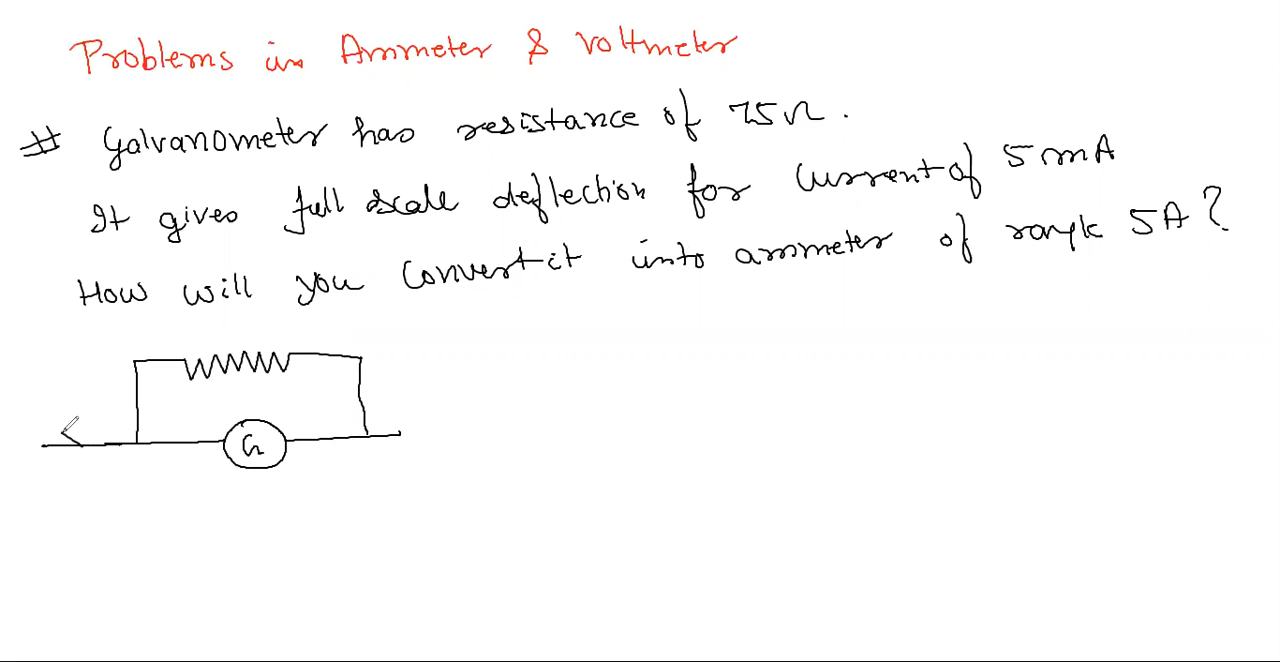 Problems in Ammeter & Voltmeter
# Galvanometer has resistance of 75Ω.
It gives full scale deflection for current of 5mA
How will you convert it into ammeter of range 5A?
G